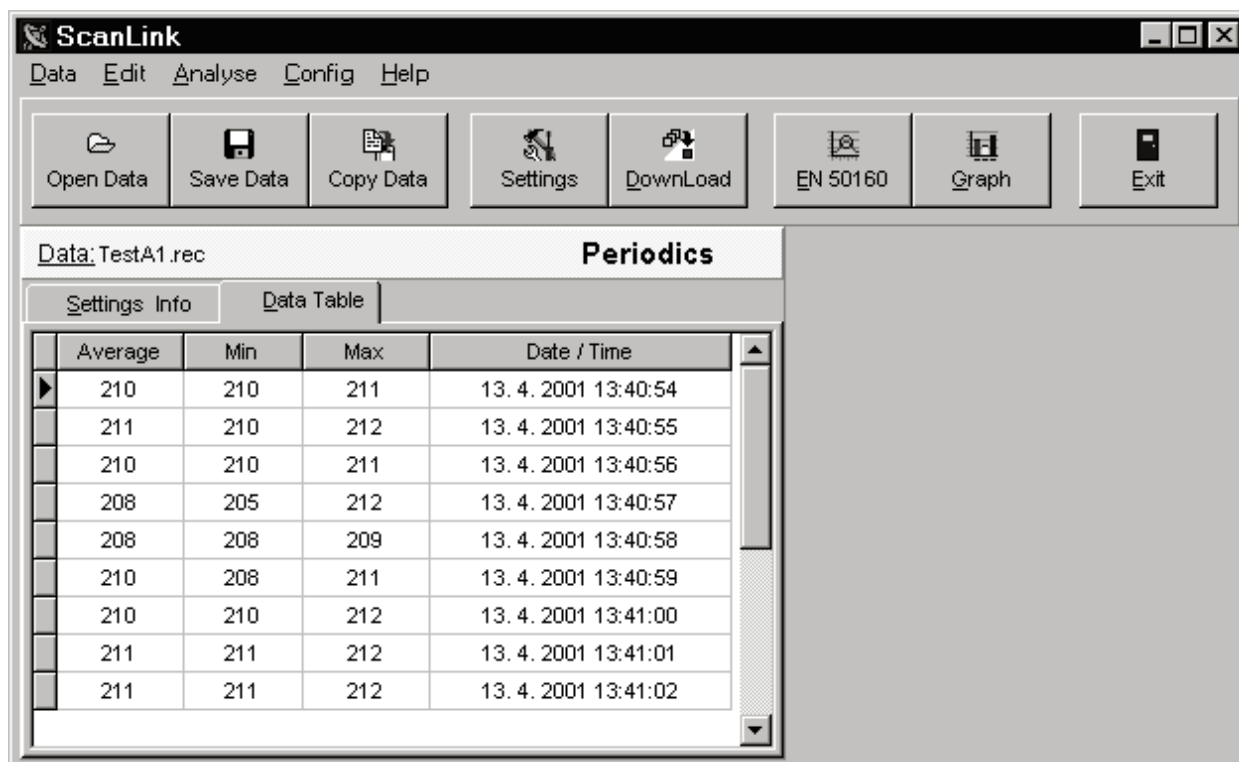 ScanLink
Data Edit Analyse Config Help
Open Data Save Data Copy Data Settings DownLoad EN 50160 Graph Exit
Data: TestA1.rec Periodics
Settings Info Data Table
Average Min Max Date / Time
210 210 211 13. 4. 2001 13:40:54
211 210 212 13. 4. 2001 13:40:55
210 210 211 13. 4. 2001 13:40:56
208 205 212 13. 4. 2001 13:40:57
208 208 209 13. 4. 2001 13:40:58
210 208 211 13. 4. 2001 13:40:59
210 210 212 13. 4. 2001 13:41:00
211 211 212 13. 4. 2001 13:41:01
211 211 212 13. 4. 2001 13:41:02